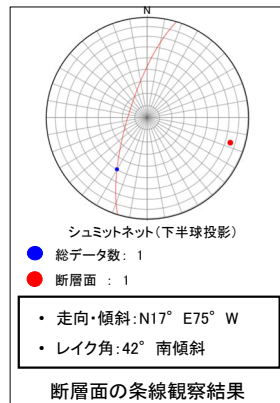 N
シュミットネット(下半球投影)
総データ数: 1
断層面 : 1
• 走向・傾斜:N17° E75° W
• レイク角:42° 南傾斜
断層面の条線観察結果